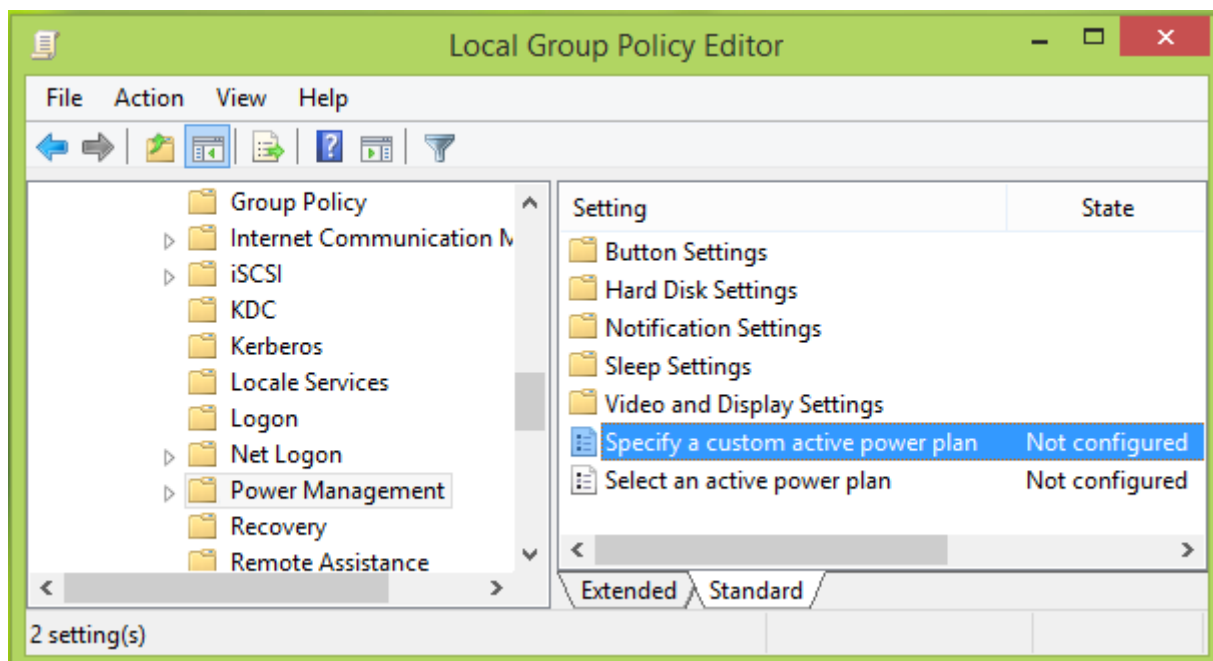 Local Group Policy Editor
File Action View Help
Group Policy
Internet Communication M
iSCSI
KDC
Kerberos
Locale Services
Logon
Net Logon
Power Management
Recovery
Remote Assistance
Setting State
Button Settings
Hard Disk Settings
Notification Settings
Sleep Settings
Video and Display Settings
Specify a custom active power plan Not configured
Select an active power plan Not configured
Extended Standard
2 setting(s)